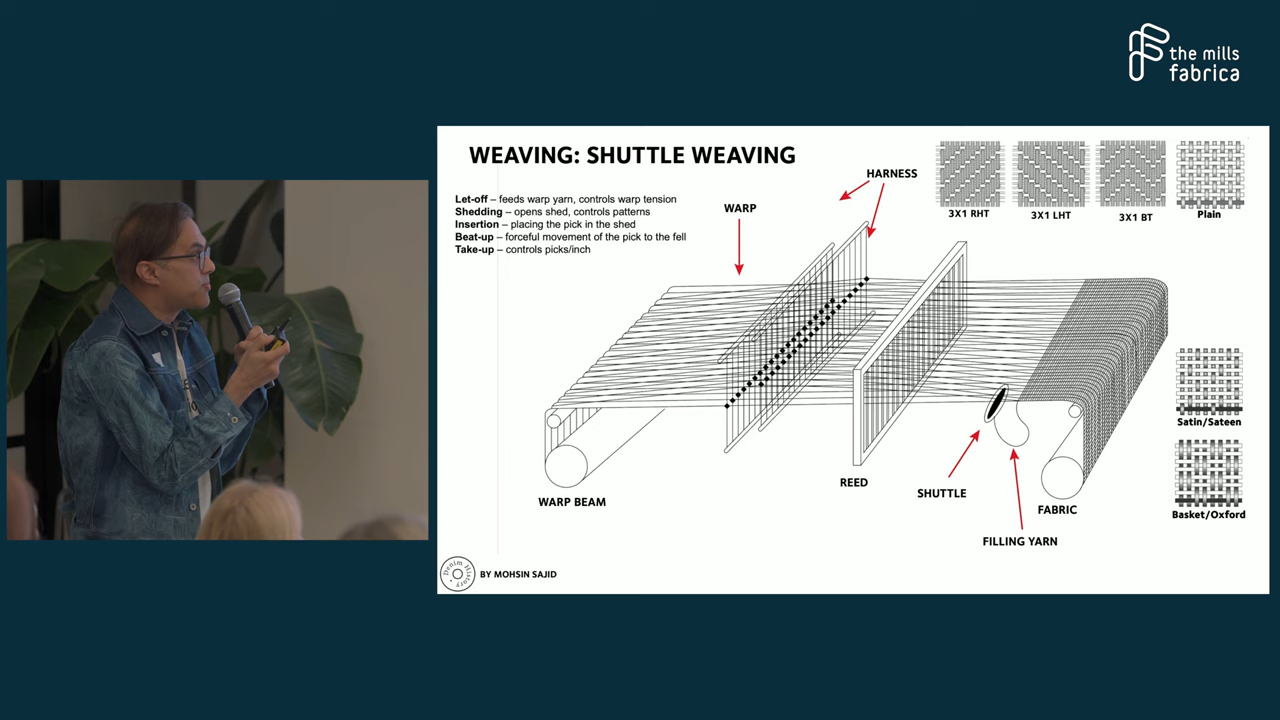 the mills
fabrica
WEAVING: SHUTTLE WEAVING
Let-off – feeds warp yarn, controls warp tension
Shedding – opens shed, controls patterns
Insertion – placing the pick in the shed
Beat-up – forceful movement of the pick to the fell
Take-up – controls picks/inch
WARP
HARNESS
3X1 RHT
3X1 LHT
3X1 BT
Plain
Satin/Sateen
Basket/Oxford
WARP BEAM
REED
SHUTTLE
FABRIC
FILLING YARN
Denim History
BY MOHSIN SAJID